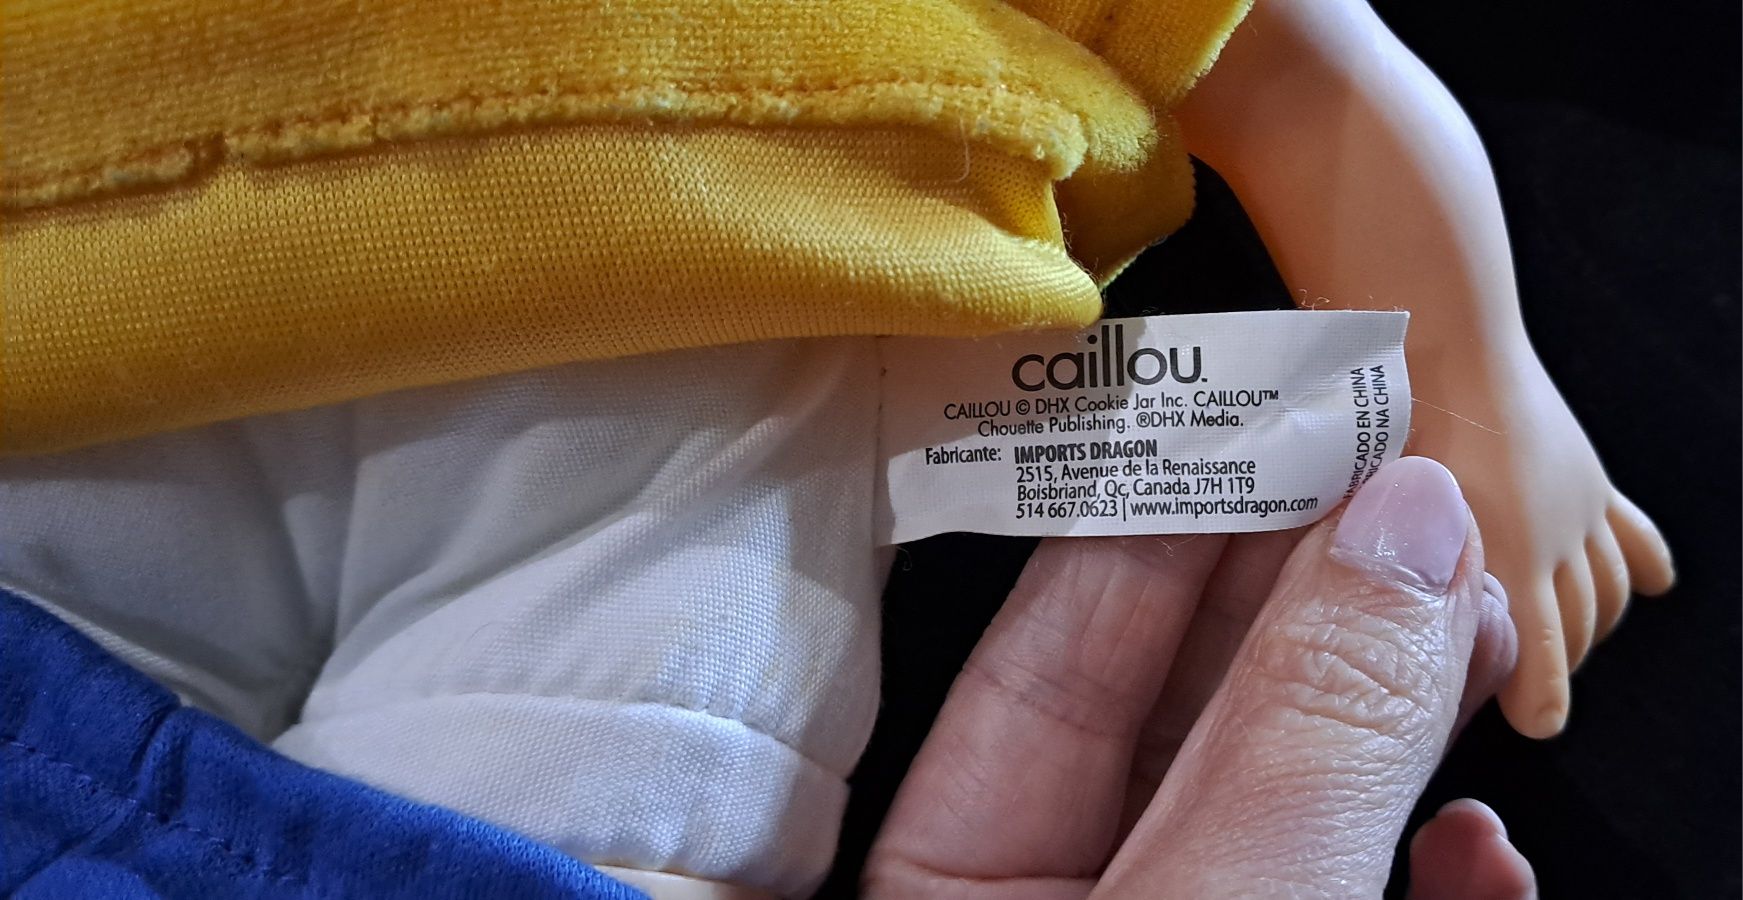 caillou.
CAILLOU © DHX Cookie Jar Inc. CAILLOU™
Chouette Publishing. ®DHX Media.
Fabricante: IMPORTS DRAGON
2515, Avenue de la Renaissance
Boisbriand, Qc, Canada J7H 1T9
514 667.0623 | www.importsdragon.com
FABRICADO EN CHINA
NA CHINA